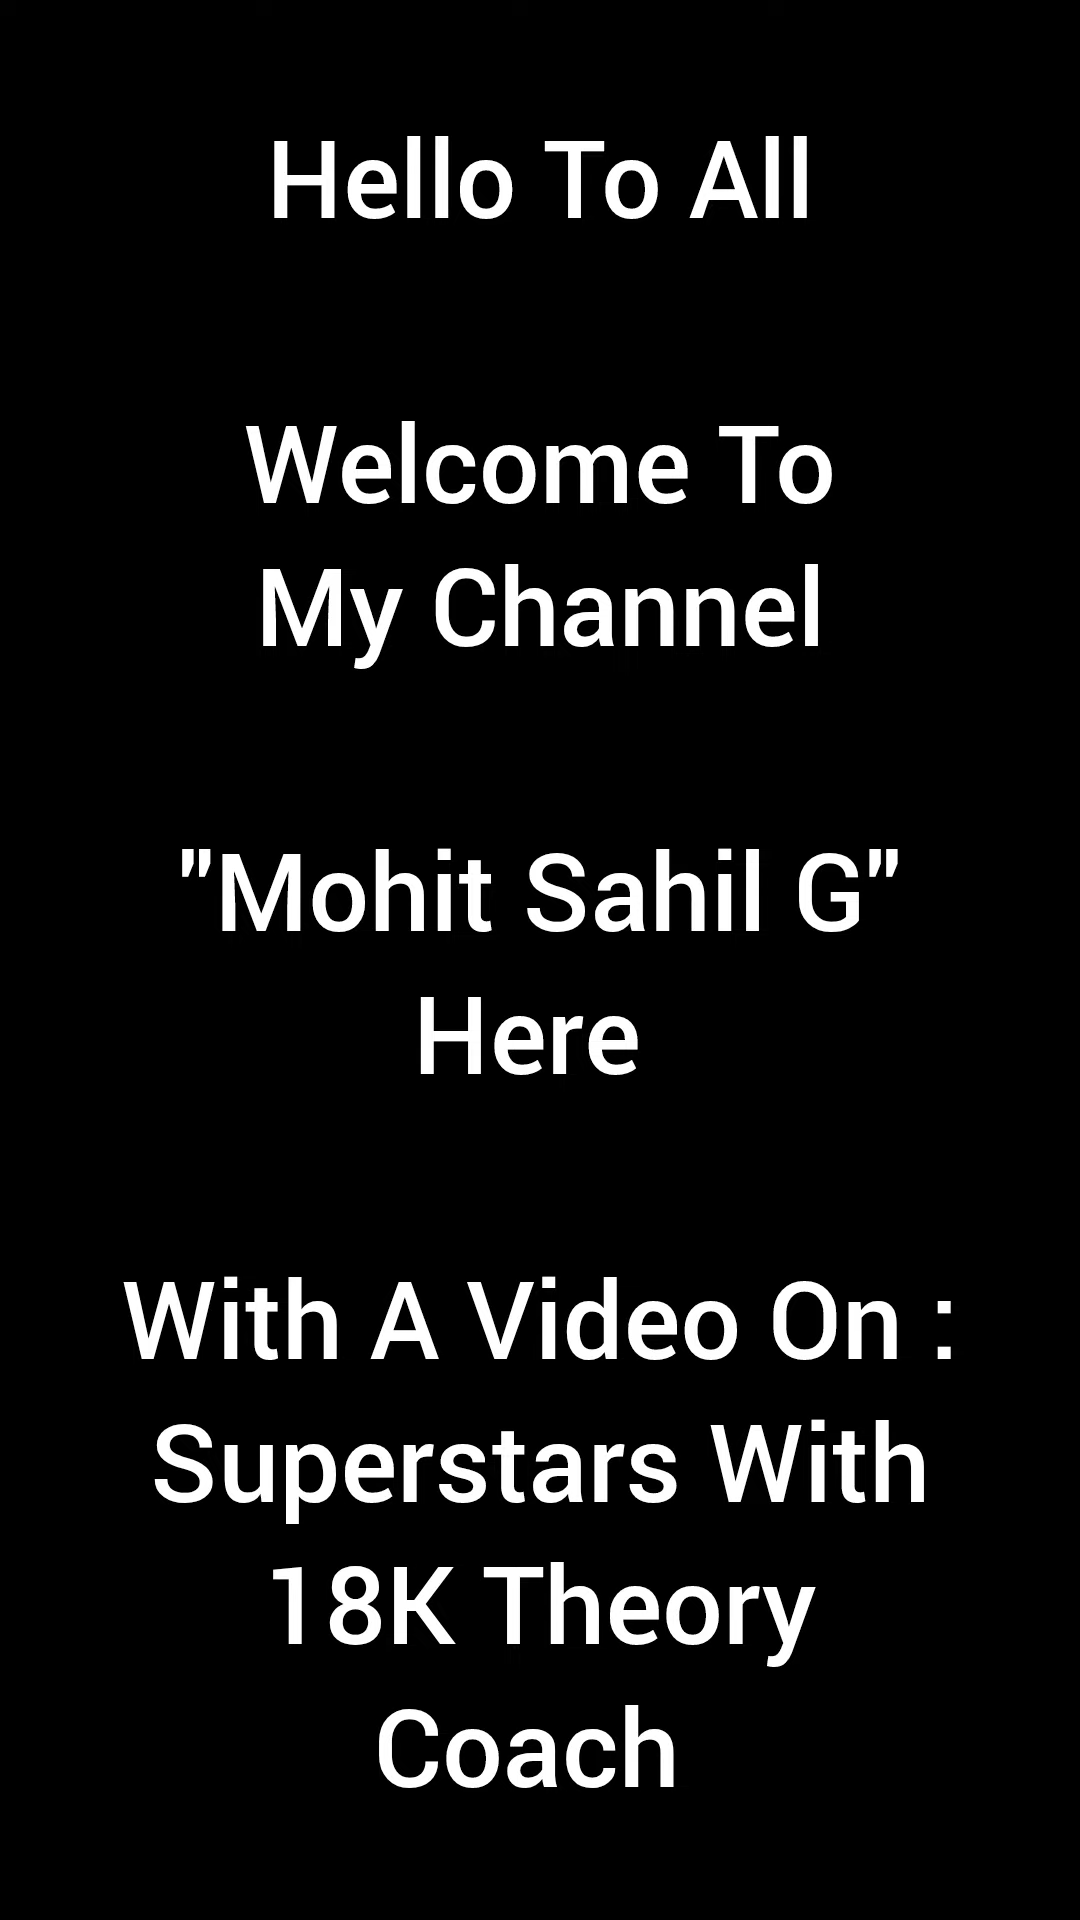 Hello To All
Welcome To
My Channel
"Mohit Sahil G"
Here
With A Video On :
Superstars With
18K Theory
Coach